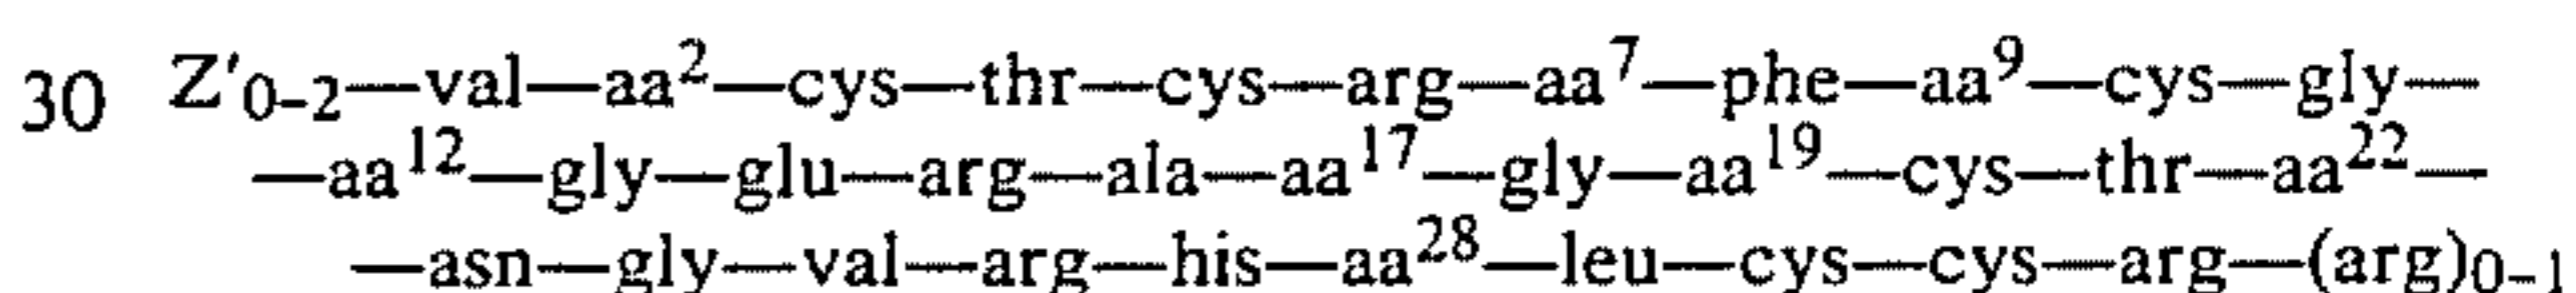 30 Z'0-2—val—aa2—cys—thr—cys—arg—aa7—phe—aa9—cys—gly—
—aa12—gly—glu—arg—ala—aa17—gly—aa19—cys—thr—aa22—
—asn—gly—val—arg—his—aa28—leu—cys—cys—arg—(arg)0-1